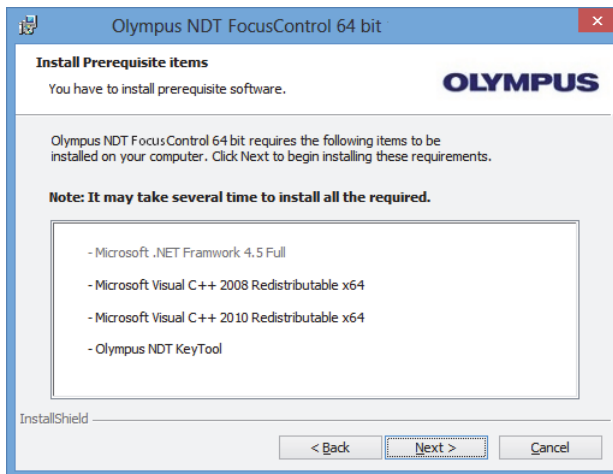 Olympus NDT FocusControl 64 bit
Install Prerequisite items
You have to install prerequisite software.
OLYMPUS
Olympus NDT FocusControl 64 bit requires the following items to be
installed on your computer. Click Next to begin installing these requirements.
Note: It may take several time to install all the required.
- Microsoft .NET Framwork 4.5 Full
- Microsoft Visual C++ 2008 Redistributable x64
- Microsoft Visual C++ 2010 Redistributable x64
- Olympus NDT KeyTool
InstallShield
< Back
Next >
Cancel